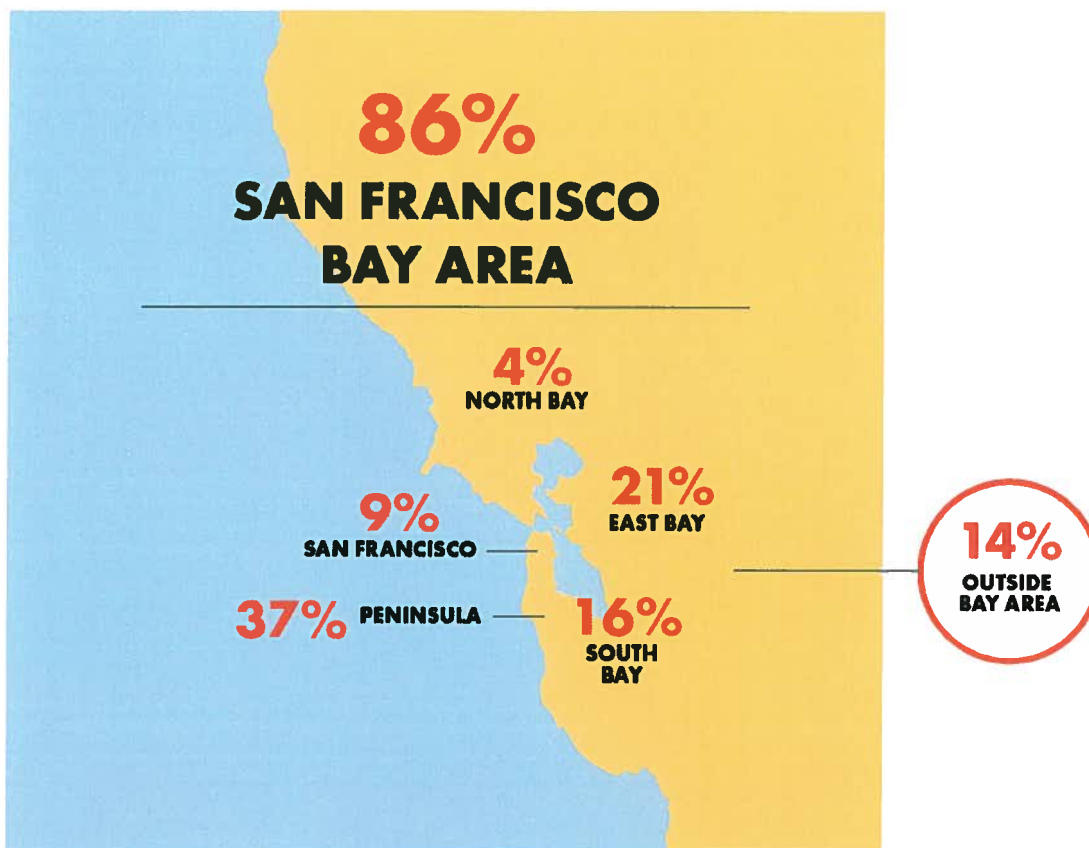 86%
SAN FRANCISCO
BAY AREA
4%
NORTH BAY
21%
EAST BAY
9%
SAN FRANCISCO
14%
OUTSIDE
BAY AREA
37% PENINSULA
16%
SOUTH
BAY